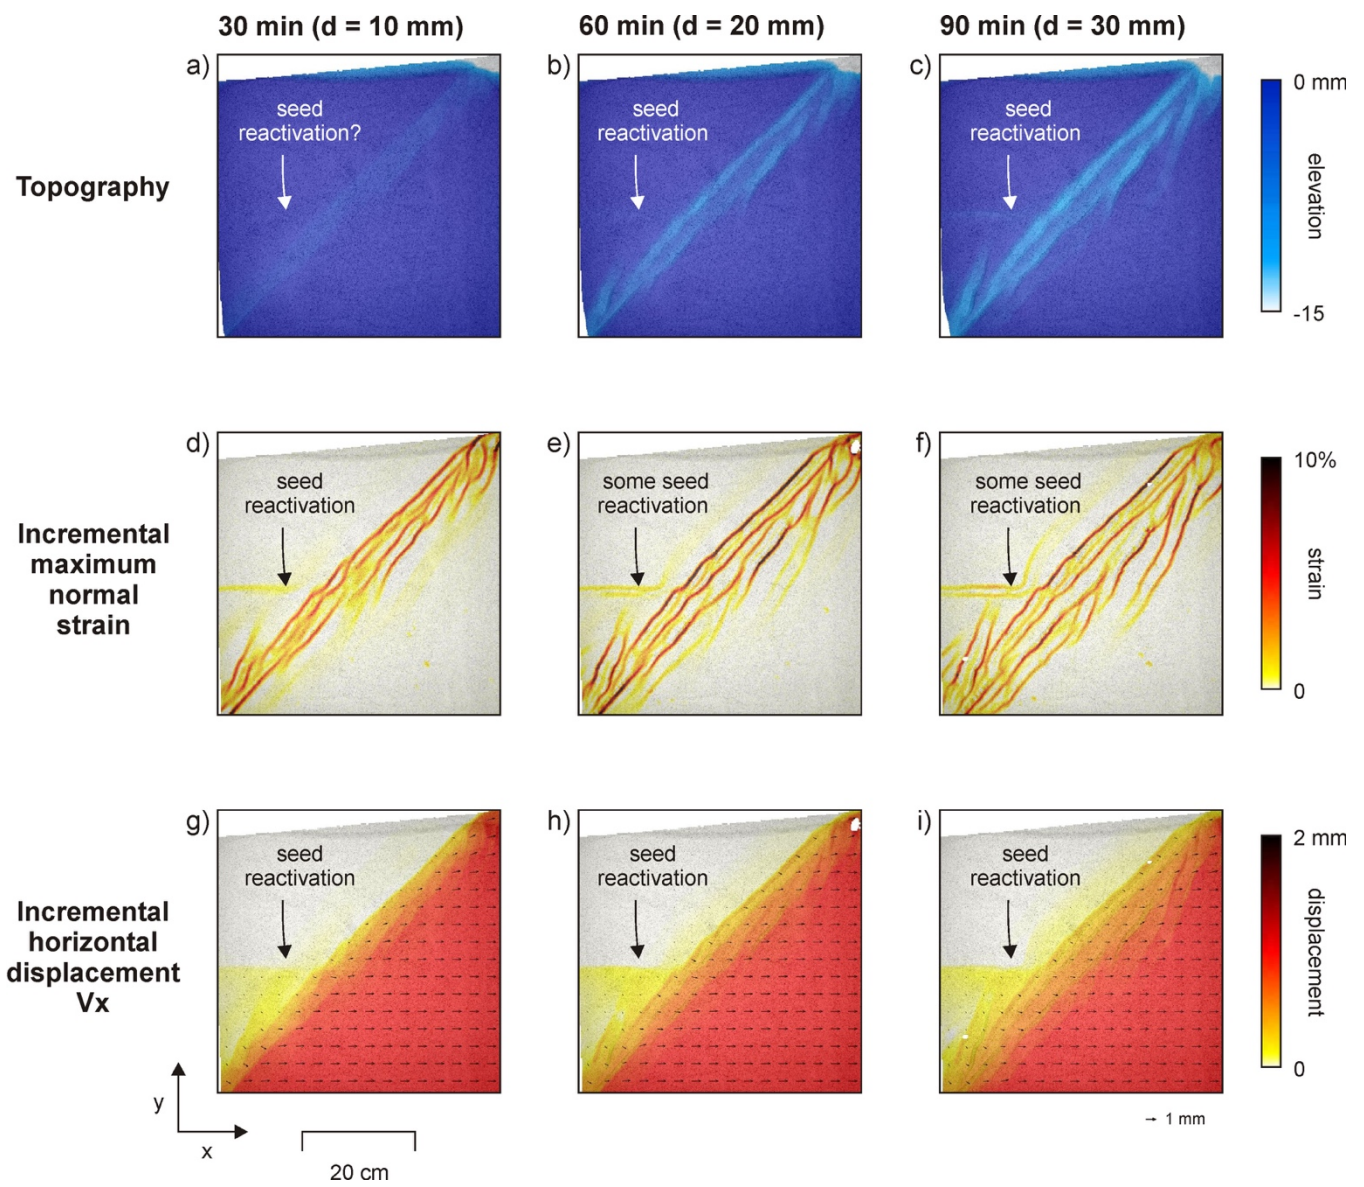 30 min (d = 10 mm)
60 min (d = 20 mm)
90 min (d = 30 mm)
Topography
a)
seed
reactivation?
b)
seed
reactivation
c)
seed
reactivation
0 mm
elevation
-15
Incremental
maximum
normal
strain
d)
seed
reactivation
e)
some seed
reactivation
f)
some seed
reactivation
10%
strain
0
Incremental
horizontal
displacement
Vx
g)
seed
reactivation
h)
seed
reactivation
i)
seed
reactivation
2 mm
displacement
0
y
x
20 cm
1 mm